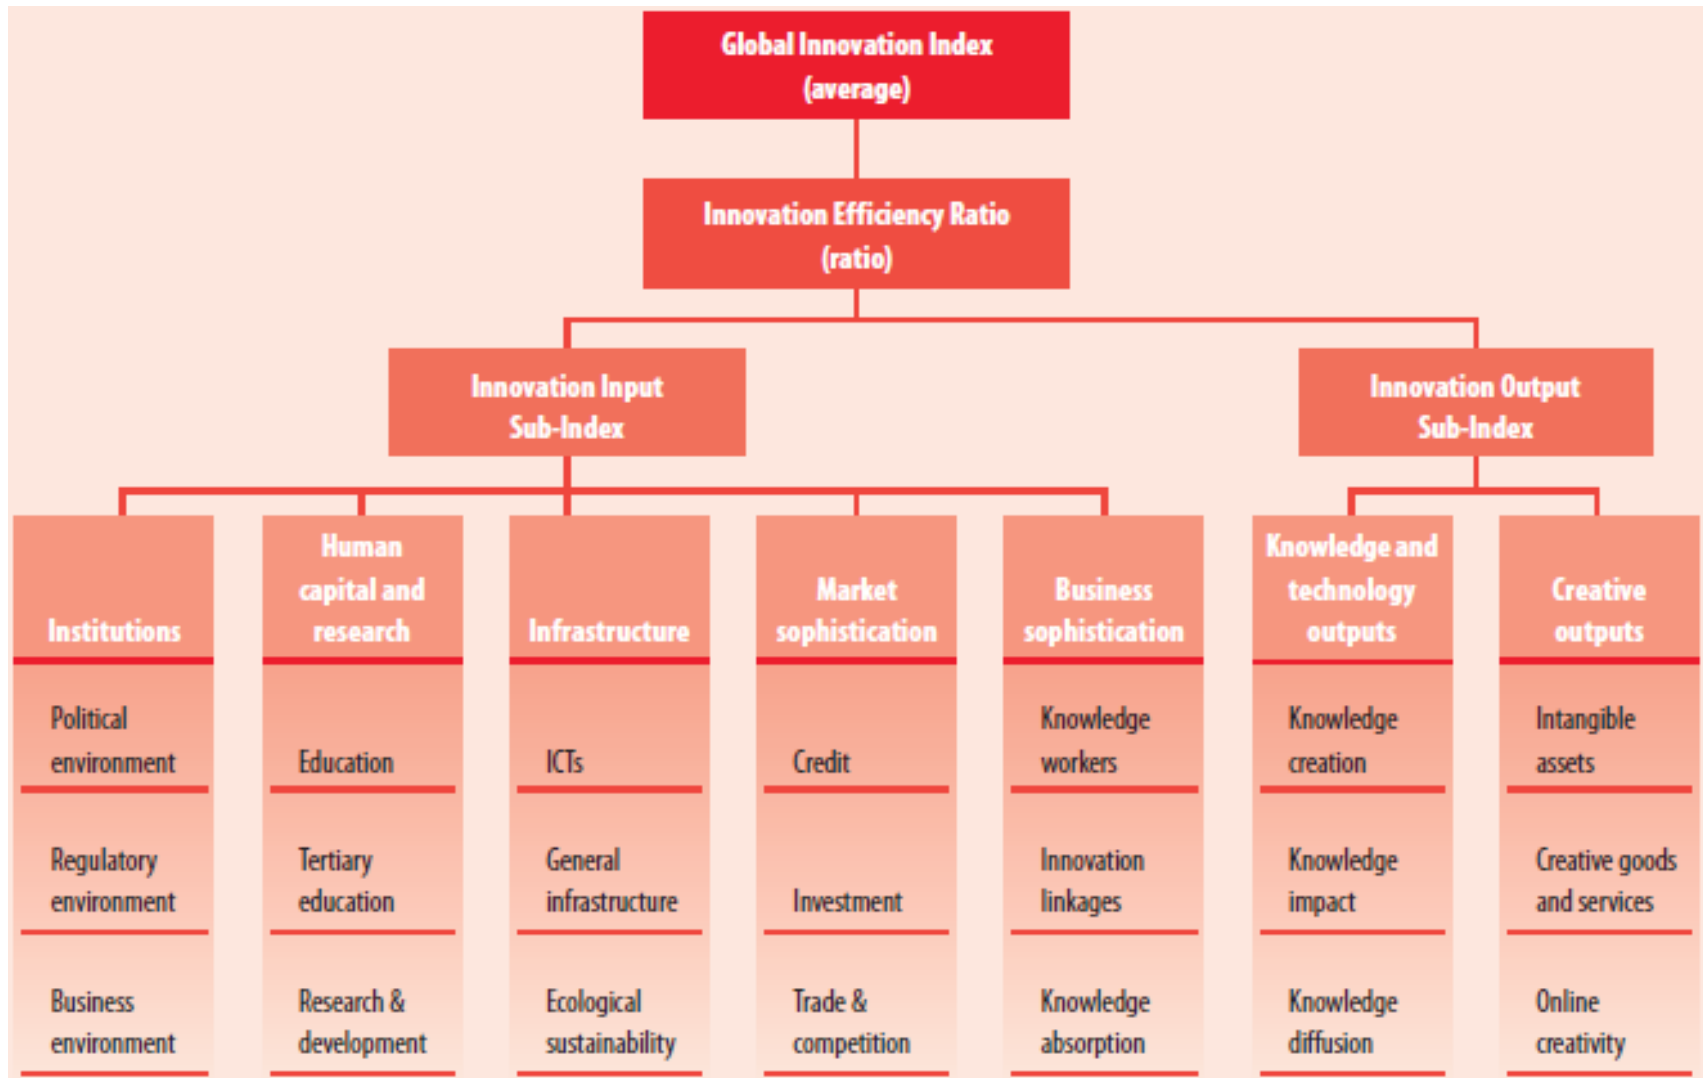 Global Innovation Index
(average)
Innovation Efficiency Ratio
(ratio)
Innovation Input
Sub-Index
Innovation Output
Sub-Index
Institutions
Human
capital and
research
Infrastructure
Market
sophistication
Business
sophistication
Knowledge and
technology
outputs
Creative
outputs
Political
environment
Regulatory
environment
Business
environment
Education
Tertiary
education
Research &
development
ICTs
General
infrastructure
Ecological
sustainability
Credit
Investment
Trade &
competition
Knowledge
workers
Innovation
linkages
Knowledge
absorption
Knowledge
creation
Knowledge
impact
Knowledge
diffusion
Intangible
assets
Creative goods
and services
Online
creativity